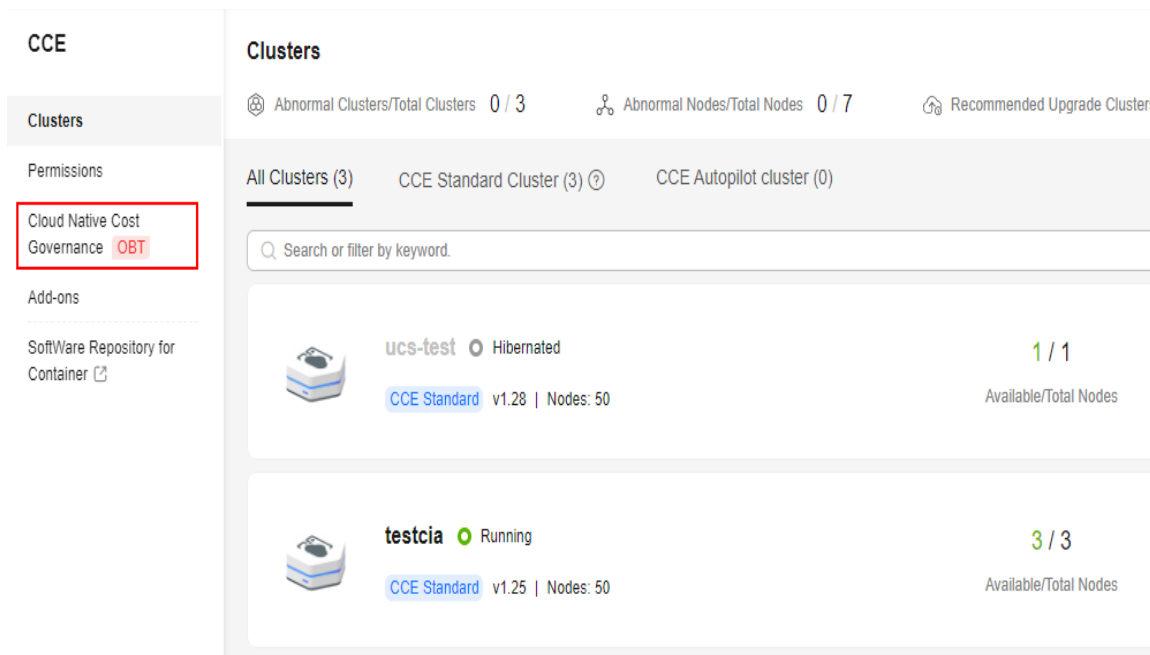 CCE
Clusters
Permissions
Cloud Native Cost
Governance OBT
Add-ons
SoftWare Repository for
Container
Clusters
Abnormal Clusters/Total Clusters 0 / 3 Abnormal Nodes/Total Nodes 0 / 7 Recommended Upgrade Clusters
All Clusters (3) CCE Standard Cluster (3) CCE Autopilot cluster (0)
Search or filter by keyword.
ucs-test Hibernated
CCE Standard v1.28 | Nodes: 50
1 / 1
Available/Total Nodes
testcia Running
CCE Standard v1.25 | Nodes: 50
3 / 3
Available/Total Nodes